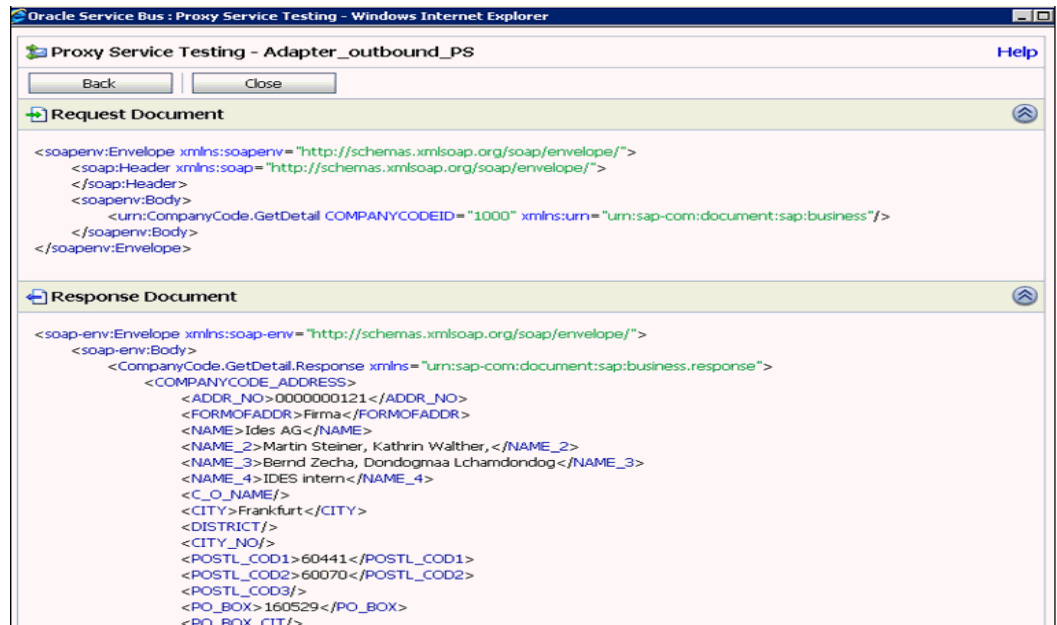 Oracle Service Bus : Proxy Service Testing - Windows Internet Explorer
Proxy Service Testing - Adapter_outbound_PS
Help
Back
Close
Request Document
<soapenv:Envelope xmlns:soapenv="http://schemas.xmlsoap.org/soap/envelope/">
<soap:Header xmlns:soap="http://schemas.xmlsoap.org/soap/envelope/">
</soap:Header>
<soapenv:Body>
<urn:CompanyCode.GetDetail COMPANYCODEID="1000" xmlns:urn="urn:sap-com:document:sap:business"/>
</soapenv:Body>
</soapenv:Envelope>
Response Document
<soap-env:Envelope xmlns:soap-env="http://schemas.xmlsoap.org/soap/envelope/">
<soap-env:Body>
<CompanyCode.GetDetail.Response xmlns="urn:sap-com:document:sap:business.response">
<COMPANYCODE_ADDRESS>
<ADDR_NO>0000000121</ADDR_NO>
<FORMOFADDR>Firma</FORMOFADDR>
<NAME>Ides AG</NAME>
<NAME_2>Martin Steiner, Kathrin Walther,</NAME_2>
<NAME_3>Bernd Zecha, Dondogmaa Lchamdondog</NAME_3>
<NAME_4>IDES intern</NAME_4>
<C_O_NAME/>
<CITY>Frankfurt</CITY>
<DISTRICT/>
<CITY_NO/>
<POSTL_COD1>60441</POSTL_COD1>
<POSTL_COD2>60070</POSTL_COD2>
<POSTL_COD3/>
<PO_BOX>160529</PO_BOX>
<PO_BOX_CIT/>